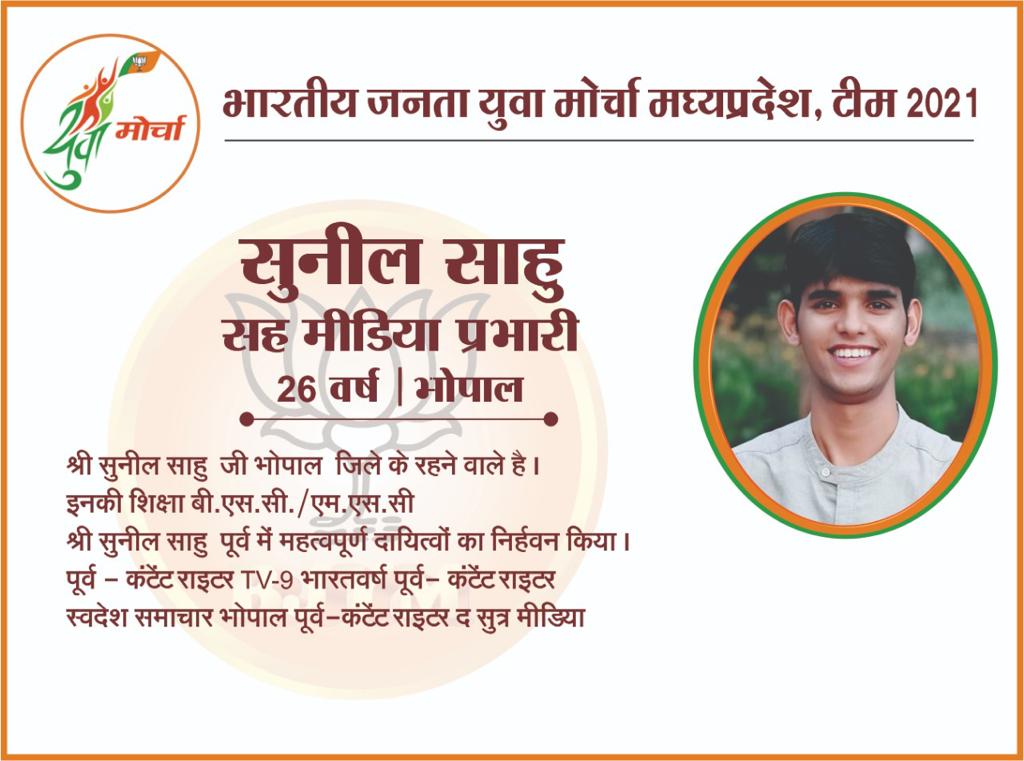 युवा मोर्चा
भारतीय जनता युवा मोर्चा मध्यप्रदेश, टीम 2021
सुनील साहु
सह मीडिया प्रभारी
26 वर्ष | भोपाल
श्री सुनील साहु जी भोपाल जिले के रहने वाले है।
इनकी शिक्षा बी.एस.सी./एम.एस.सी
श्री सुनील साहु पूर्व में महत्वपूर्ण दायित्वों का निर्हवन किया।
पूर्व – कंटेंट राइटर TV-9 भारतवर्ष पूर्व– कंटेंट राइटर
स्वदेश समाचार भोपाल पूर्व–कंटेंट राइटर द सुत्र मीडिया